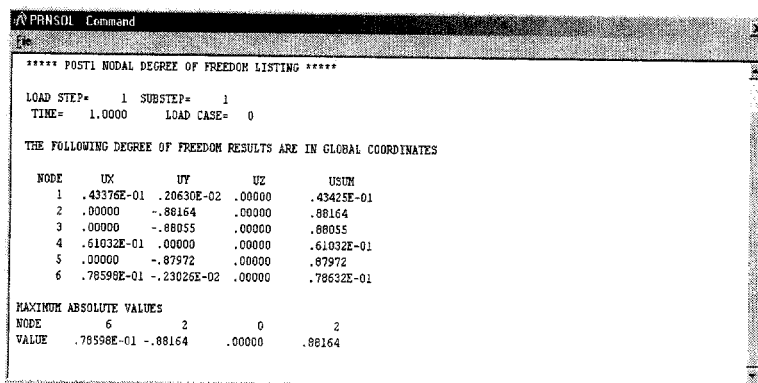 PRNSOL Command
File
***** POST1 NODAL DEGREE OF FREEDOM LISTING *****
LOAD STEP= 1 SUBSTEP= 1
TIME= 1.0000 LOAD CASE= 0
THE FOLLOWING DEGREE OF FREEDOM RESULTS ARE IN GLOBAL COORDINATES
NODE UX UY UZ USUM
1 .43376E-01 .20630E-02 .00000 .43425E-01
2 .00000 -.88164 .00000 .88164
3 .00000 -.88055 .00000 .88055
4 .61032E-01 .00000 .00000 .61032E-01
5 .00000 -.87972 .00000 .87972
6 .78598E-01 -.23026E-02 .00000 .78632E-01
MAXIMUM ABSOLUTE VALUES
NODE 6 2 0 2
VALUE .78598E-01 -.88164 .00000 .88164